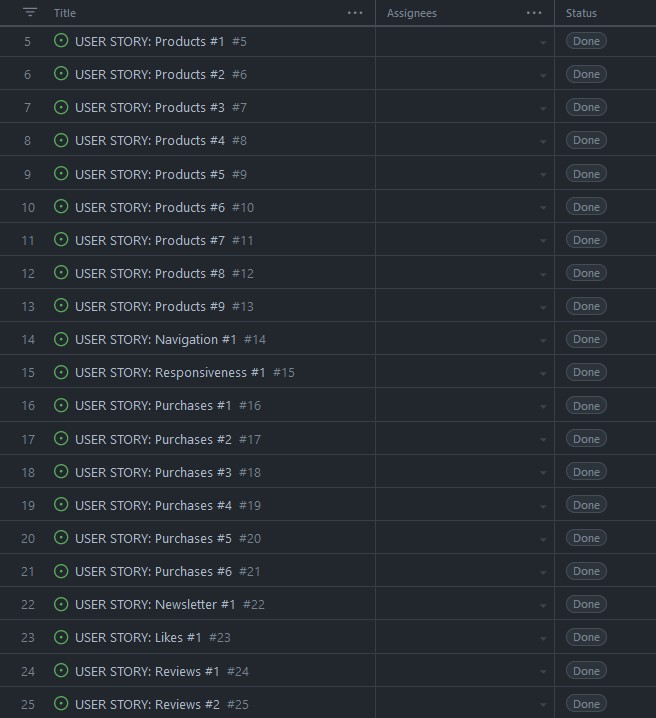 Title ... Assignees ... Status
5 USER STORY: Products #1 #5 Done
6 USER STORY: Products #2 #6 Done
7 USER STORY: Products #3 #7 Done
8 USER STORY: Products #4 #8 Done
9 USER STORY: Products #5 #9 Done
10 USER STORY: Products #6 #10 Done
11 USER STORY: Products #7 #11 Done
12 USER STORY: Products #8 #12 Done
13 USER STORY: Products #9 #13 Done
14 USER STORY: Navigation #1 #14 Done
15 USER STORY: Responsiveness #1 #15 Done
16 USER STORY: Purchases #1 #16 Done
17 USER STORY: Purchases #2 #17 Done
18 USER STORY: Purchases #3 #18 Done
19 USER STORY: Purchases #4 #19 Done
20 USER STORY: Purchases #5 #20 Done
21 USER STORY: Purchases #6 #21 Done
22 USER STORY: Newsletter #1 #22 Done
23 USER STORY: Likes #1 #23 Done
24 USER STORY: Reviews #1 #24 Done
25 USER STORY: Reviews #2 #25 Done